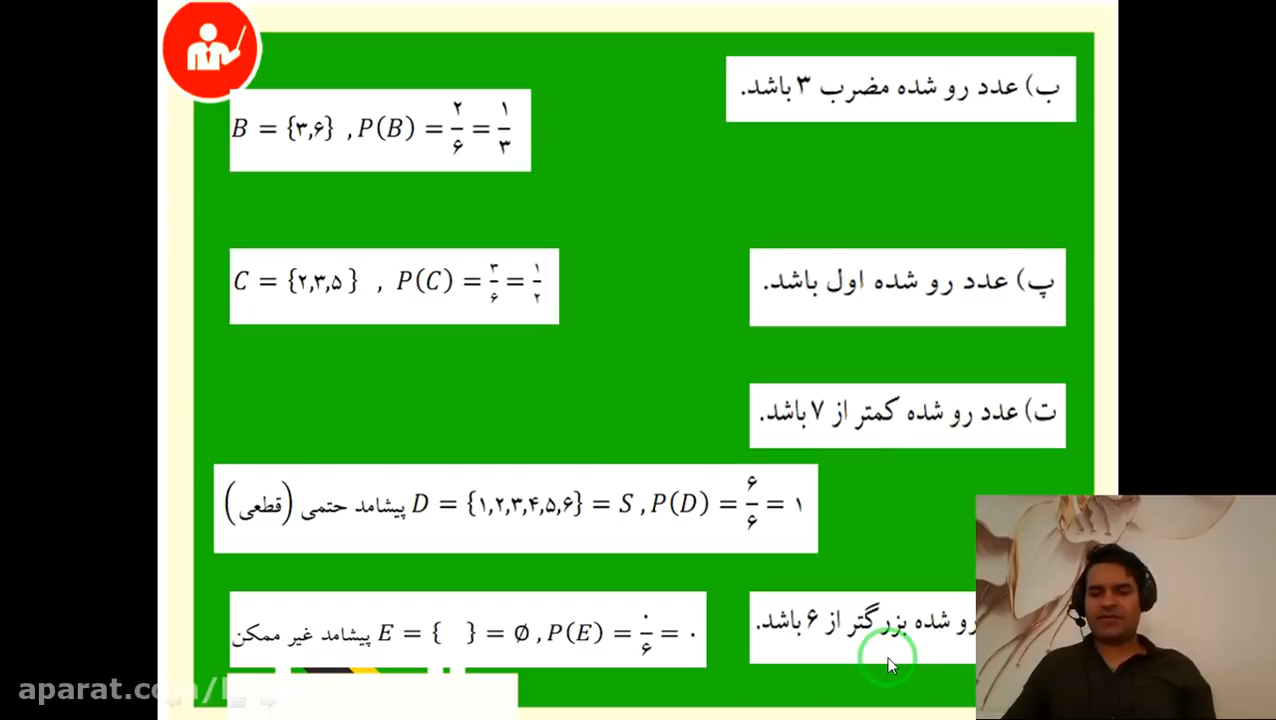 ب) عدد رو شده مضرب ۳ باشد.
B = {۳,۶} , P(B) = ۲/۶ = ۱/۳
پ) عدد رو شده اول باشد.
C = {۲,۳,۵ } , P(C) = ۳/۶ = ۱/۲
ت) عدد رو شده کمتر از ۷ باشد.
D = {۱,۲,۳,۴,۵,۶} = S , P(D) = ۶/۶ = ۱ پیشامد حتمی (قطعی)
رو شده بزرگتر از ۶ باشد.
E = { } = ∅ , P(E) = ۰/۶ = ۰ پیشامد غیر ممکن